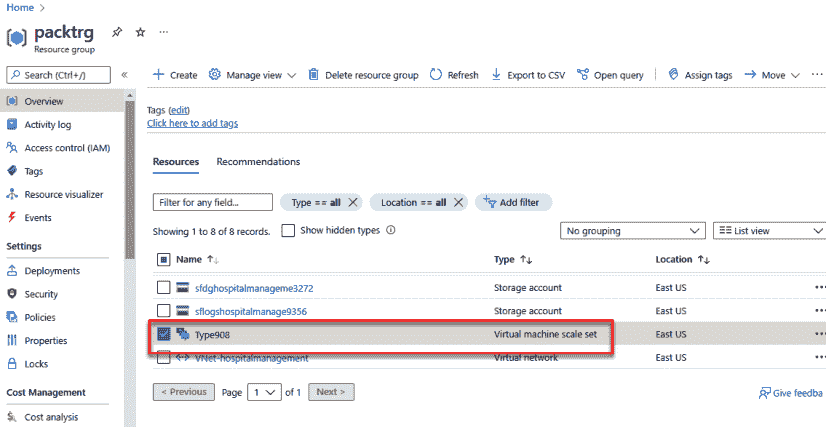 Home >
packtrg
Resource group
Search (Ctrl+/)
Overview
Activity log
Access control (IAM)
Tags
Resource visualizer
Events
Settings
Deployments
Security
Policies
Properties
Locks
Cost Management
Cost analysis
Create Manage view Delete resource group Refresh Export to CSV Open query Assign tags Move
Tags (edit)
Click here to add tags
Resources Recommendations
Filter for any field... Type == all Location == all Add filter
Showing 1 to 8 of 8 records. Show hidden types No grouping List view
Name Type Location
sfdghospitalmanageme3272 Storage account East US
sflogshospitalmanage9356 Storage account East US
Type908 Virtual machine scale set East US
VNet-hospitalmanagement Virtual network East US
< Previous Page 1 of 1 Next >
Give feedba